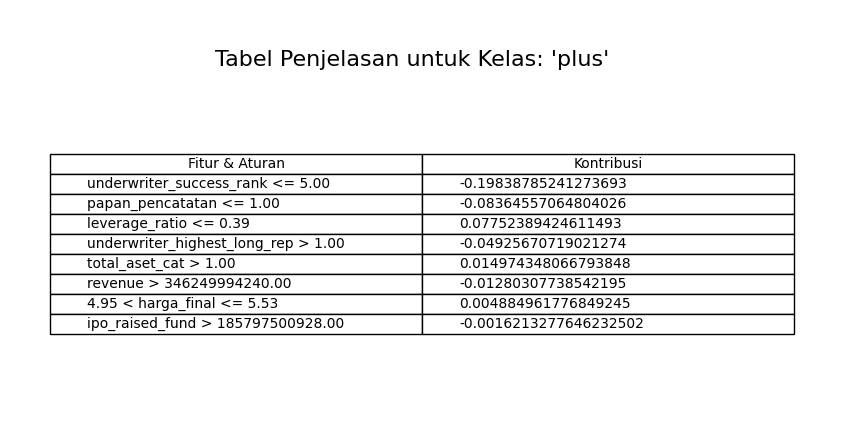 Tabel Penjelasan untuk Kelas: 'plus'
Fitur & Aturan Kontribusi
underwriter_success_rank <= 5.00 -0.19838785241273693
papan_pencatatan <= 1.00 -0.08364557064804026
leverage_ratio <= 0.39 0.07752389424611493
underwriter_highest_long_rep > 1.00 -0.04925670719021274
total_aset_cat > 1.00 0.014974348066793848
revenue > 346249994240.00 -0.01280307738542195
4.95 < harga_final <= 5.53 0.004884961776849245
ipo_raised_fund > 185797500928.00 -0.0016213277646232502